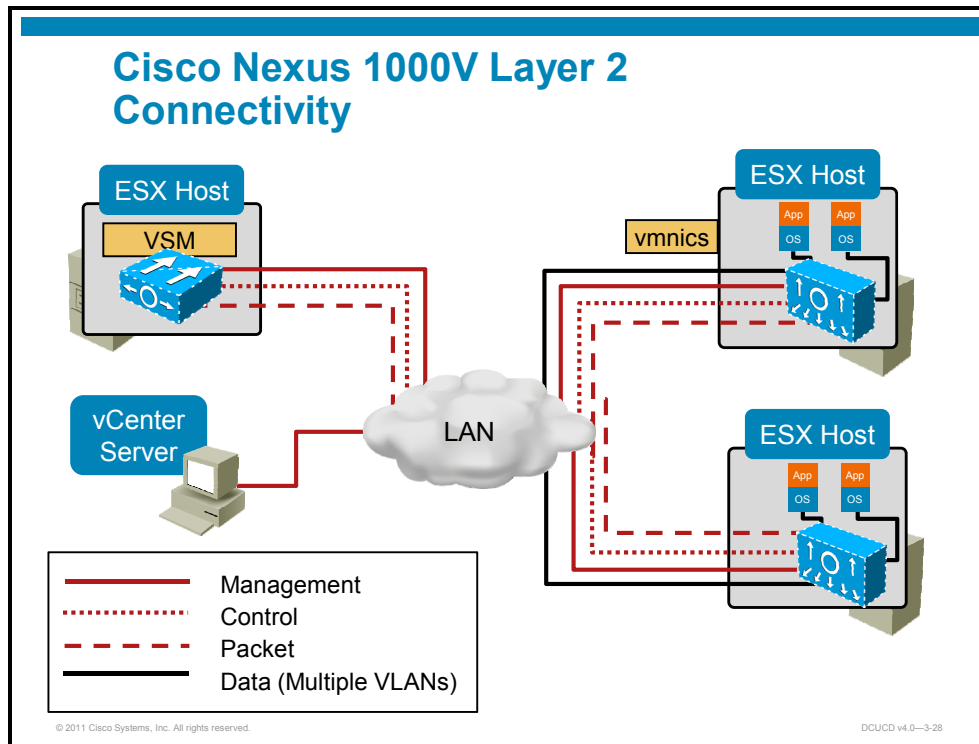 Cisco Nexus 1000V Layer 2
Connectivity
ESX Host
VSM
vCenter
Server
LAN
vmnics
ESX Host
App
App
OS
OS
ESX Host
App
App
OS
OS
Management
Control
Packet
Data (Multiple VLANs)
© 2011 Cisco Systems, Inc. All rights reserved.
DCUCD v4.0—3-28